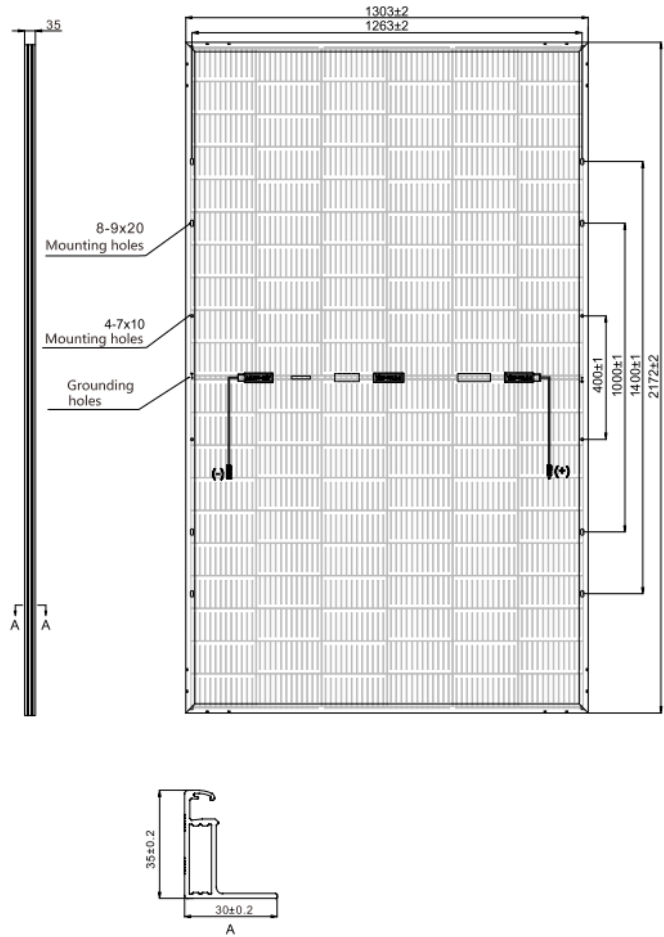 1303±2
35
1263±2
8-9x20
Mounting holes
4-7x10
Mounting holes
Grounding
holes
400±1
1000±1
1400±1
2172±2
(-)
(+)
A
A
35±0.2
30±0.2
A